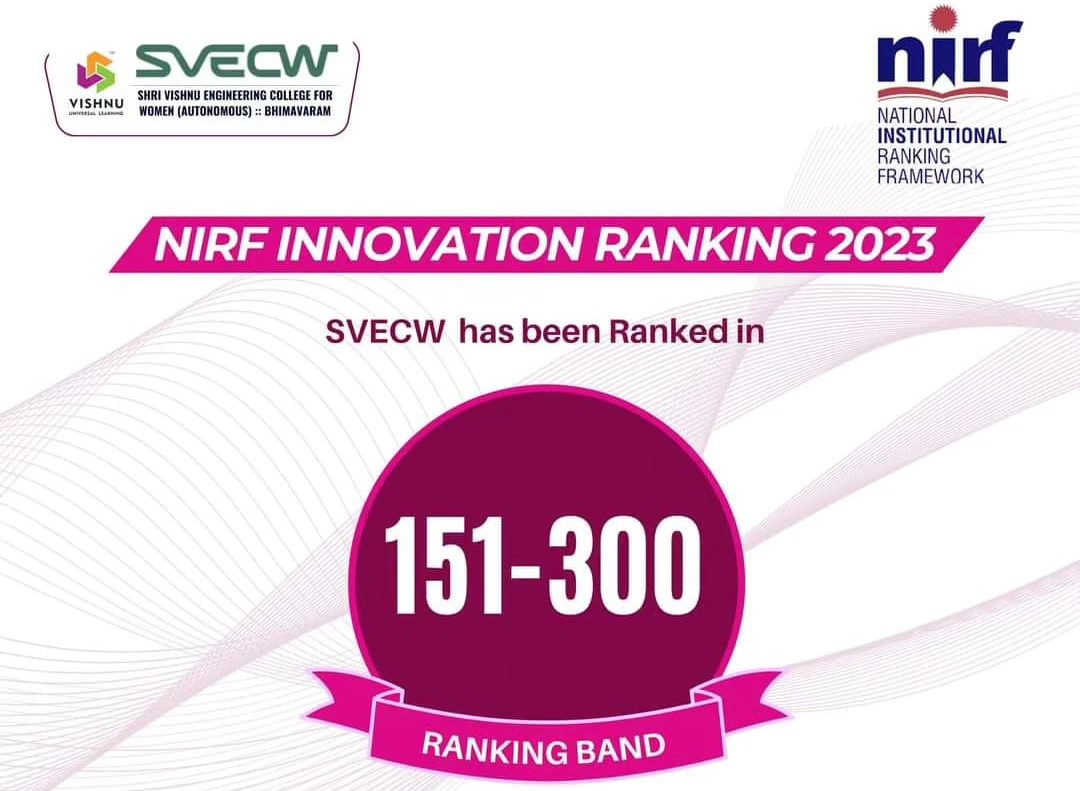 VISHNU
UNIVERSAL LEARNING
SVECW
SHRI VISHNU ENGINEERING COLLEGE FOR
WOMEN (AUTONOMOUS) :: BHIMAVARAM
nirf
NATIONAL
INSTITUTIONAL
RANKING
FRAMEWORK
NIRF INNOVATION RANKING 2023
SVECW has been Ranked in
151-300
RANKING BAND